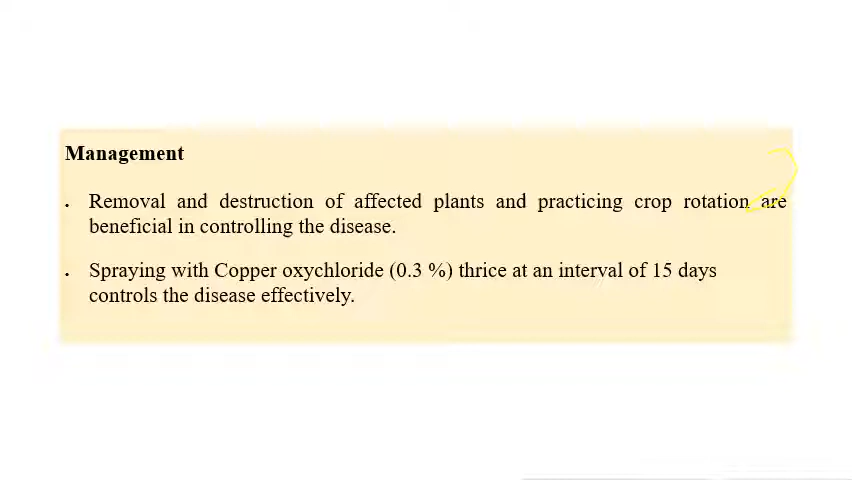 Management
• Removal and destruction of affected plants and practicing crop rotation are
beneficial in controlling the disease.
• Spraying with Copper oxychloride (0.3 %) thrice at an interval of 15 days
controls the disease effectively.